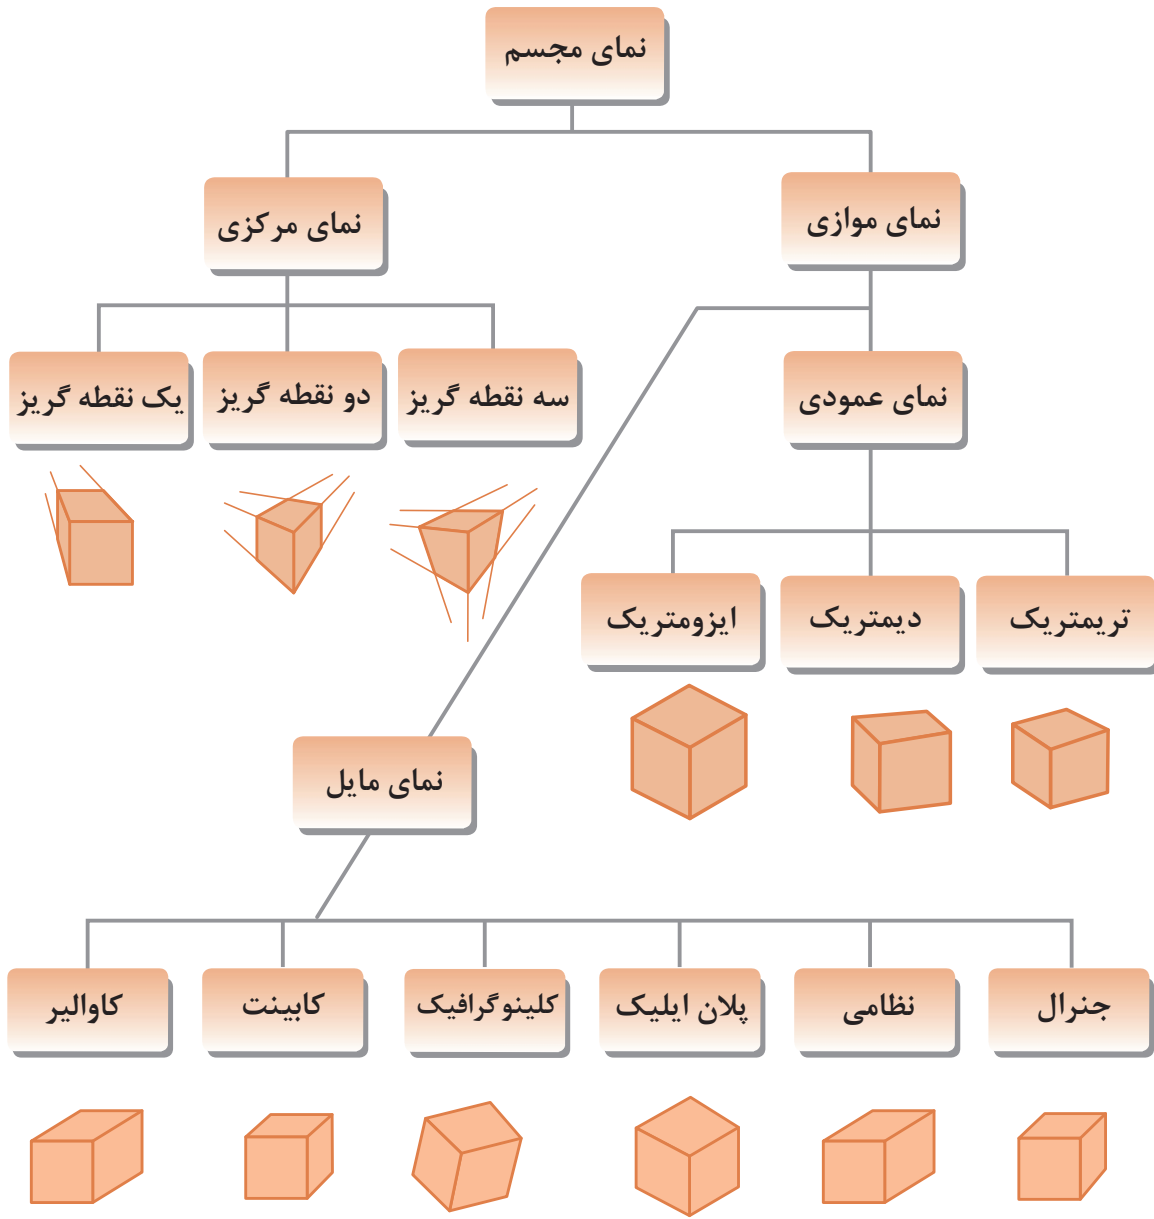 نمای مجسم
نمای موازی
نمای مرکزی
نمای عمودی
سه نقطه گریز
دو نقطه گریز
یک نقطه گریز
تریمتریک
دیمتریک
ایزومتریک
نمای مایل
جنرال
نظامی
پلان ایلیک
کلینوگرافیک
کابینت
کاوالیر